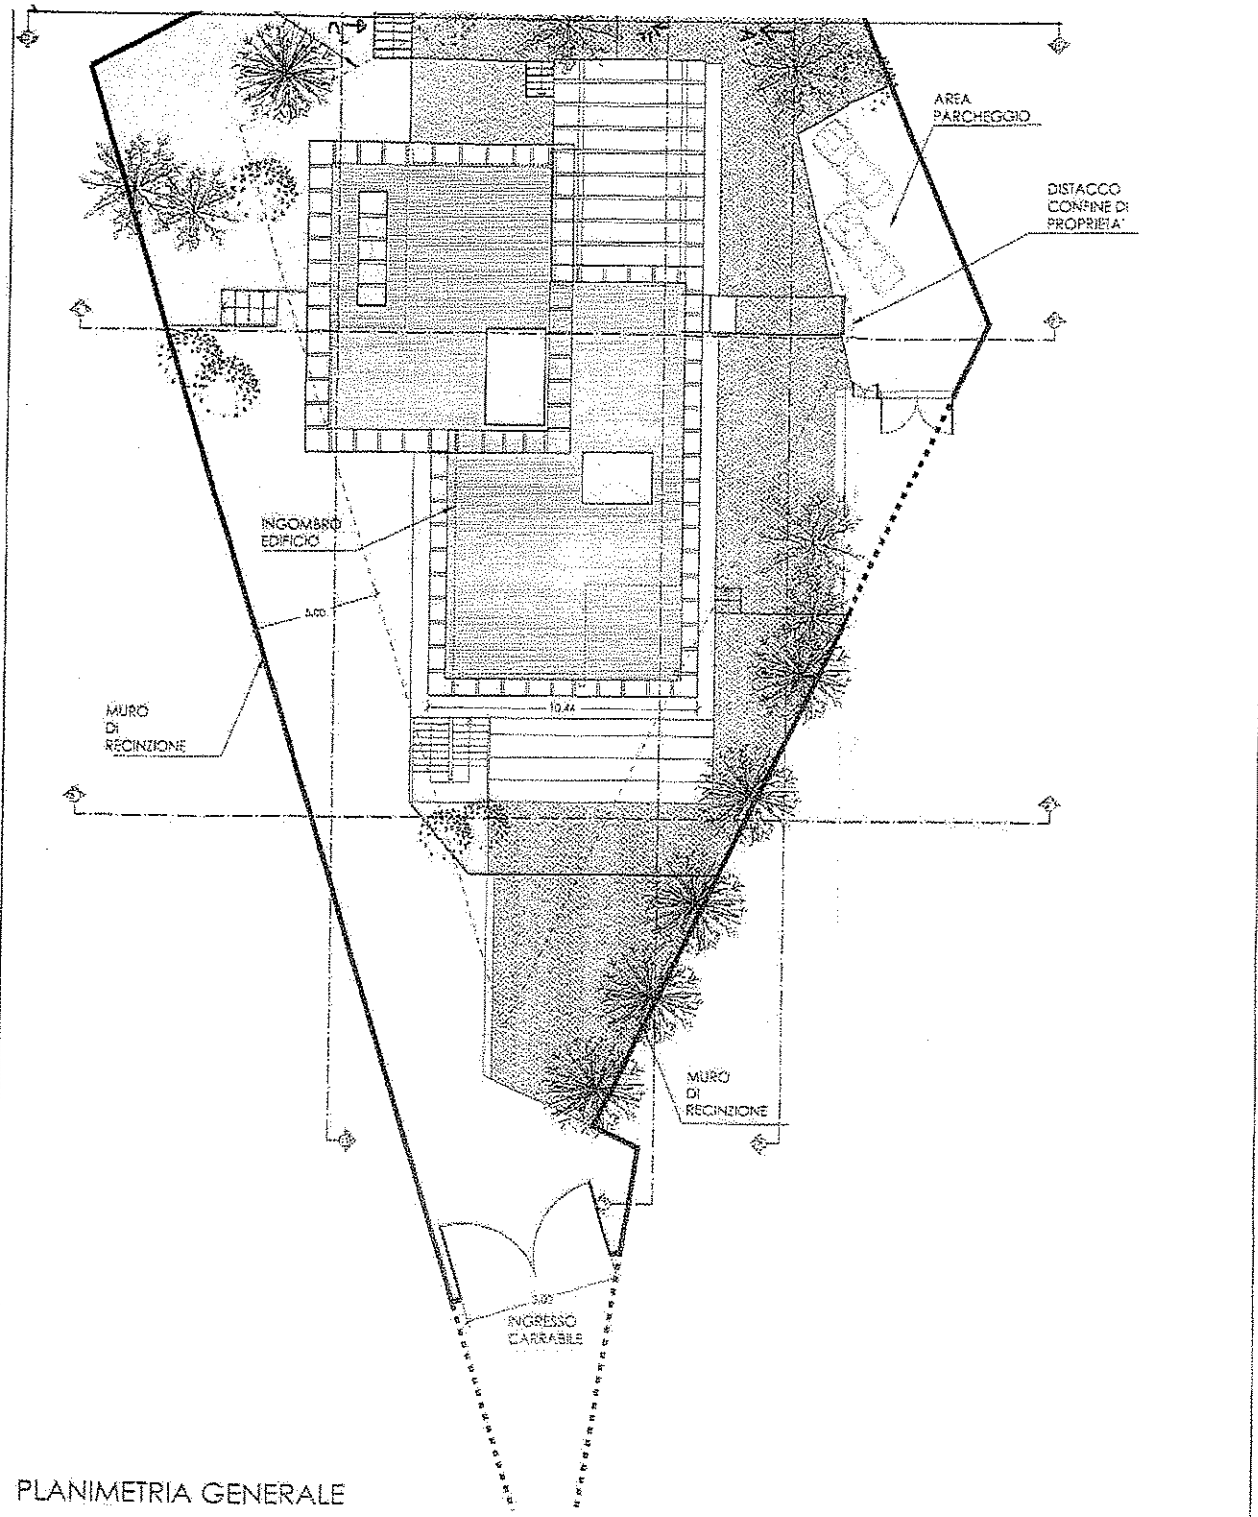 AREA
PARCHEGGIO
DISTACCO
CONFINE DI
PROPRIETA'
INGOMBRO
EDIFICIO
5.00
MURO
DI
RECINZIONE
10.44
MURO
DI
RECINZIONE
INGRESSO
CARRABILE
PLANIMETRIA GENERALE